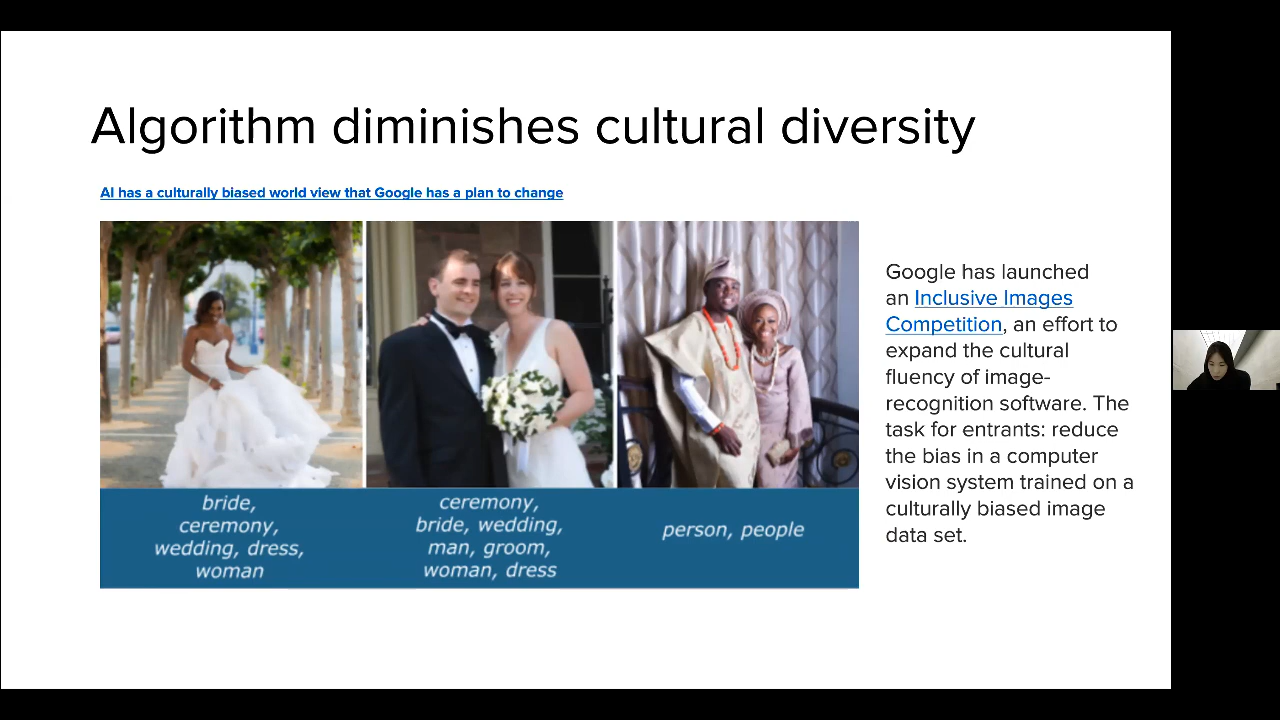 Algorithm diminishes cultural diversity
AI has a culturally biased world view that Google has a plan to change
bride,
ceremony,
wedding, dress,
woman
ceremony,
bride, wedding,
man, groom,
woman, dress
person, people
Google has launched
an Inclusive Images
Competition, an effort to
expand the cultural
fluency of image-
recognition software. The
task for entrants: reduce
the bias in a computer
vision system trained on a
culturally biased image
data set.